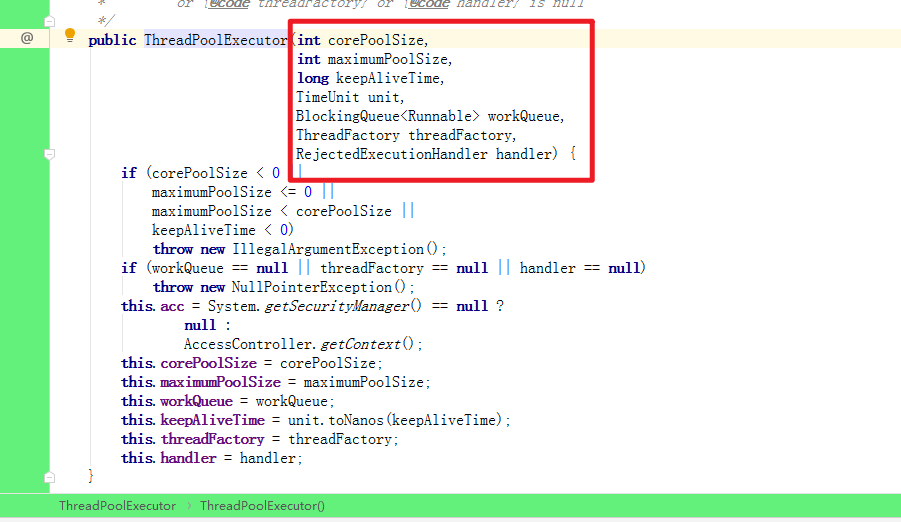 *         or {@code threadFactory} or {@code handler} is null
*/
@
public ThreadPoolExecutor(int corePoolSize,
int maximumPoolSize,
long keepAliveTime,
TimeUnit unit,
BlockingQueue<Runnable> workQueue,
ThreadFactory threadFactory,
RejectedExecutionHandler handler) {
if (corePoolSize < 0 ||
maximumPoolSize <= 0 ||
maximumPoolSize < corePoolSize ||
keepAliveTime < 0)
throw new IllegalArgumentException();
if (workQueue == null || threadFactory == null || handler == null)
throw new NullPointerException();
this.acc = System.getSecurityManager() == null ?
null :
AccessController.getContext();
this.corePoolSize = corePoolSize;
this.maximumPoolSize = maximumPoolSize;
this.workQueue = workQueue;
this.keepAliveTime = unit.toNanos(keepAliveTime);
this.threadFactory = threadFactory;
this.handler = handler;
}
ThreadPoolExecutor › ThreadPoolExecutor()